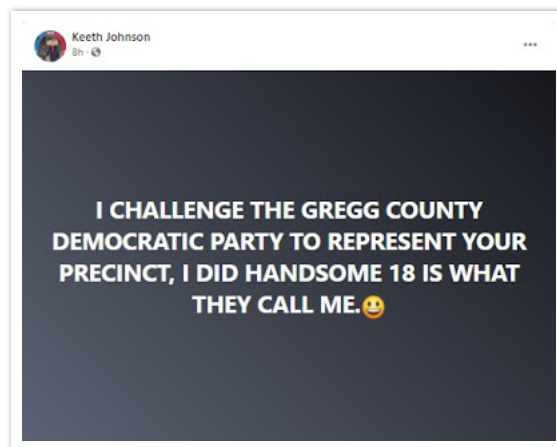 Keeth Johnson
8h ·
I CHALLENGE THE GREGG COUNTY
DEMOCRATIC PARTY TO REPRESENT YOUR
PRECINCT, I DID HANDSOME 18 IS WHAT
THEY CALL ME.😀